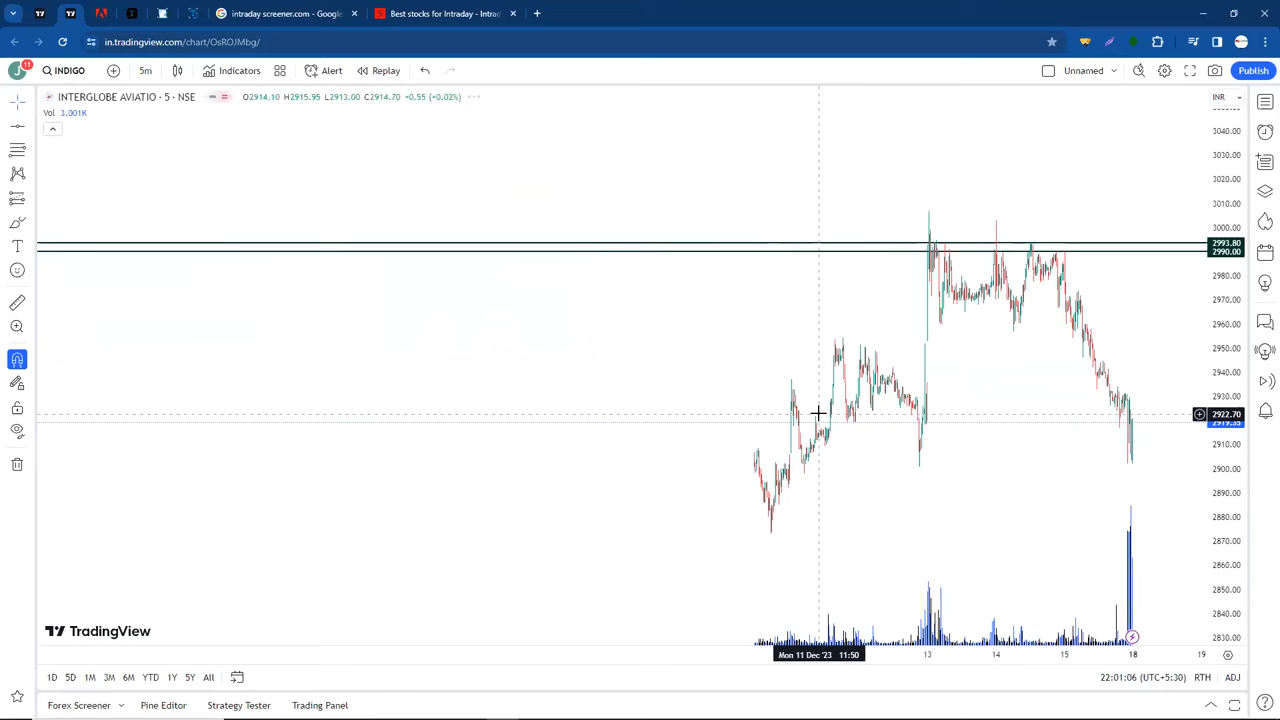 intraday screener.com - Google
Best stocks for Intraday - Intrad
in.tradingview.com/chart/OsROJMbg/
J
11
INDIGO
5m
Indicators
Alert
Replay
Unnamed
Publish
INTERGLOBE AVIATIO · 5 · NSE
O2914.10 H2915.95 L2913.00 C2914.70 +0.55 (+0.02%)
INR
Vol 3.001K
3040.00
3030.00
3020.00
3010.00
3000.00
2993.80
2990.00
2980.00
2970.00
2960.00
2950.00
2940.00
2930.00
2922.70
2919.35
2910.00
2900.00
2890.00
2880.00
2870.00
2860.00
2850.00
2840.00
2830.00
TradingView
Mon 11 Dec '23 11:50
13
14
15
18
19
1D 5D 1M 3M 6M YTD 1Y 5Y All
22:01:06 (UTC+5:30) RTH ADJ
Forex Screener
Pine Editor
Strategy Tester
Trading Panel